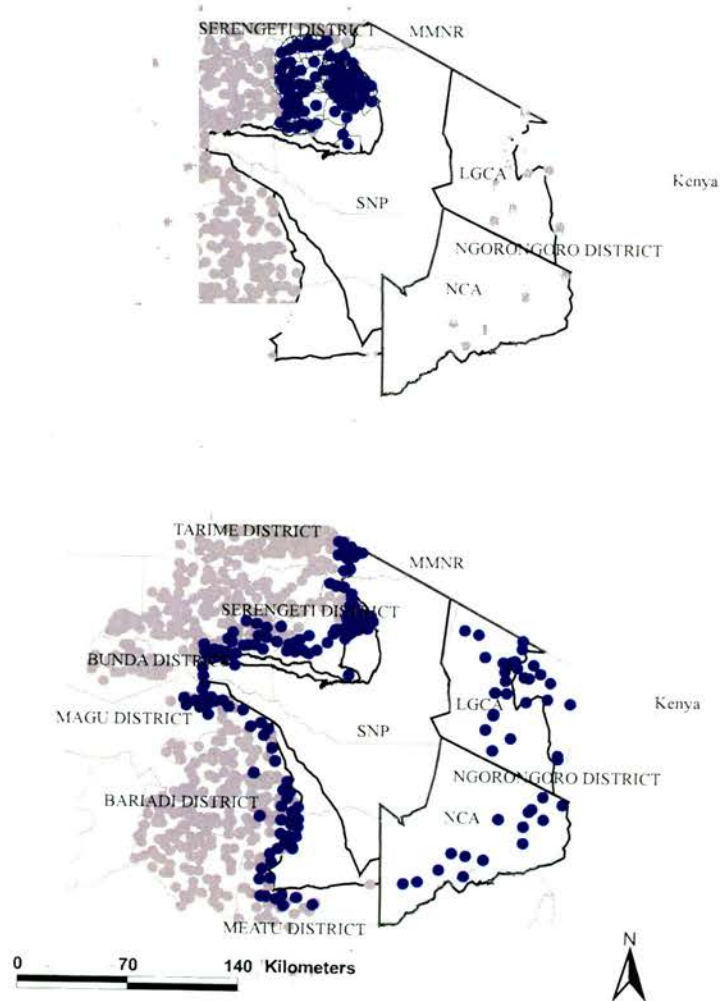 SERENGETI DISTRICT
MMNR
LGCA
Kenya
SNP
NGORONGORO DISTRICT
NCA
TARIME DISTRICT
MMNR
SERENGETI DISTRICT
BUNDA DISTRICT
LGCA
Kenya
MAGU DISTRICT
SNP
NGORONGORO DISTRICT
BARIADI DISTRICT
NCA
MEATU DISTRICT
N
0 70 140 Kilometers